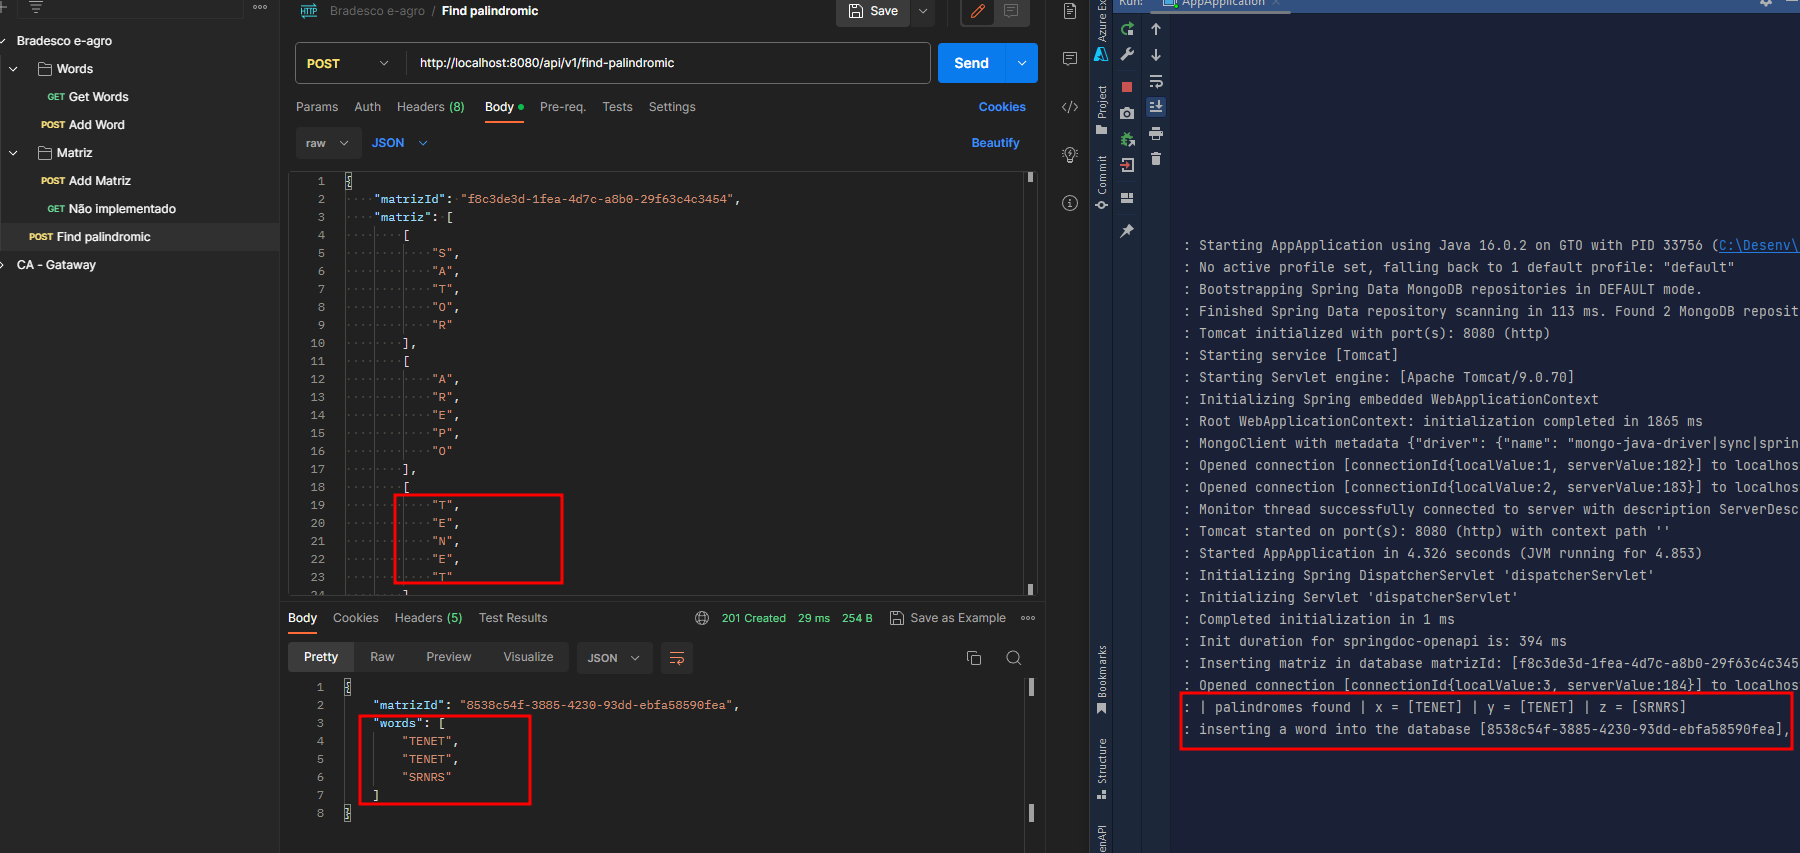 Bradesco e-agro
Words
GET Get Words
POST Add Word
Matriz
POST Add Matriz
GET Não implementado
POST Find palindromic
CA - Gataway
HTTP Bradesco e-agro / Find palindromic
Save
POST http://localhost:8080/api/v1/find-palindromic
Send
Params Auth Headers (8) Body Pre-req. Tests Settings
Cookies
raw JSON
Beautify
1 {
2 "matrizId": "f8c3de3d-1fea-4d7c-a8b0-29f63c4c3454",
3 "matriz": [
4 [
5 "S",
6 "A",
7 "T",
8 "O",
9 "R"
10 ],
11 [
12 "A",
13 "R",
14 "E",
15 "P",
16 "O"
17 ],
18 [
19 "T",
20 "E",
21 "N",
22 "E",
23 "T"
24 ]
Body Cookies Headers (5) Test Results
201 Created 29 ms 254 B Save as Example
Pretty Raw Preview Visualize JSON
1 {
2 "matrizId": "8538c54f-3885-4230-93dd-ebfa58590fea",
3 "words": [
4 "TENET",
5 "TENET",
6 "SRNRS"
7 ]
8 }
Azure Ex
Project
Commit
Bookmarks
Structure
enAPI
Run: AppApplication
: Starting AppApplication using Java 16.0.2 on GTO with PID 33756 (C:\Desenv\
: No active profile set, falling back to 1 default profile: "default"
: Bootstrapping Spring Data MongoDB repositories in DEFAULT mode.
: Finished Spring Data repository scanning in 113 ms. Found 2 MongoDB reposit
: Tomcat initialized with port(s): 8080 (http)
: Starting service [Tomcat]
: Starting Servlet engine: [Apache Tomcat/9.0.70]
: Initializing Spring embedded WebApplicationContext
: Root WebApplicationContext: initialization completed in 1865 ms
: MongoClient with metadata {"driver": {"name": "mongo-java-driver|sync|sprin
: Opened connection [connectionId{localValue:1, serverValue:182}] to localhos
: Opened connection [connectionId{localValue:2, serverValue:183}] to localhos
: Monitor thread successfully connected to server with description ServerDesc
: Tomcat started on port(s): 8080 (http) with context path ''
: Started AppApplication in 4.326 seconds (JVM running for 4.853)
: Initializing Spring DispatcherServlet 'dispatcherServlet'
: Initializing Servlet 'dispatcherServlet'
: Completed initialization in 1 ms
: Init duration for springdoc-openapi is: 394 ms
: Inserting matriz in database matrizId: [f8c3de3d-1fea-4d7c-a8b0-29f63c4c345
: Opened connection [connectionId{localValue:3, serverValue:184}] to localhos
: | palindromes found | x = [TENET] | y = [TENET] | z = [SRNRS]
: inserting a word into the database [8538c54f-3885-4230-93dd-ebfa58590fea],